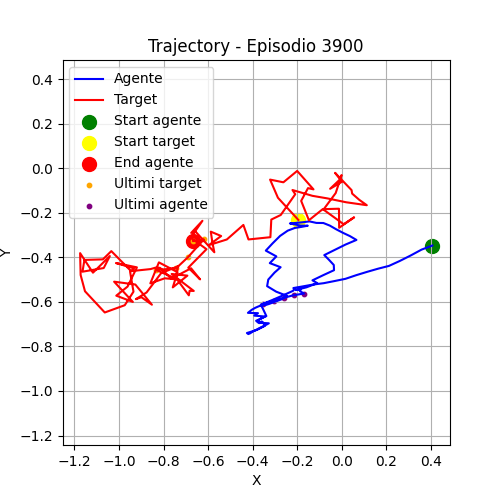 Trajectory - Episodio 3900
Agente
Target
Start agente
Start target
End agente
Ultimi target
Ultimi agente
0.4
0.2
0.0
−0.2
−0.4
−0.6
−0.8
−1.0
−1.2
Y
−1.2 −1.0 −0.8 −0.6 −0.4 −0.2 0.0 0.2 0.4
X